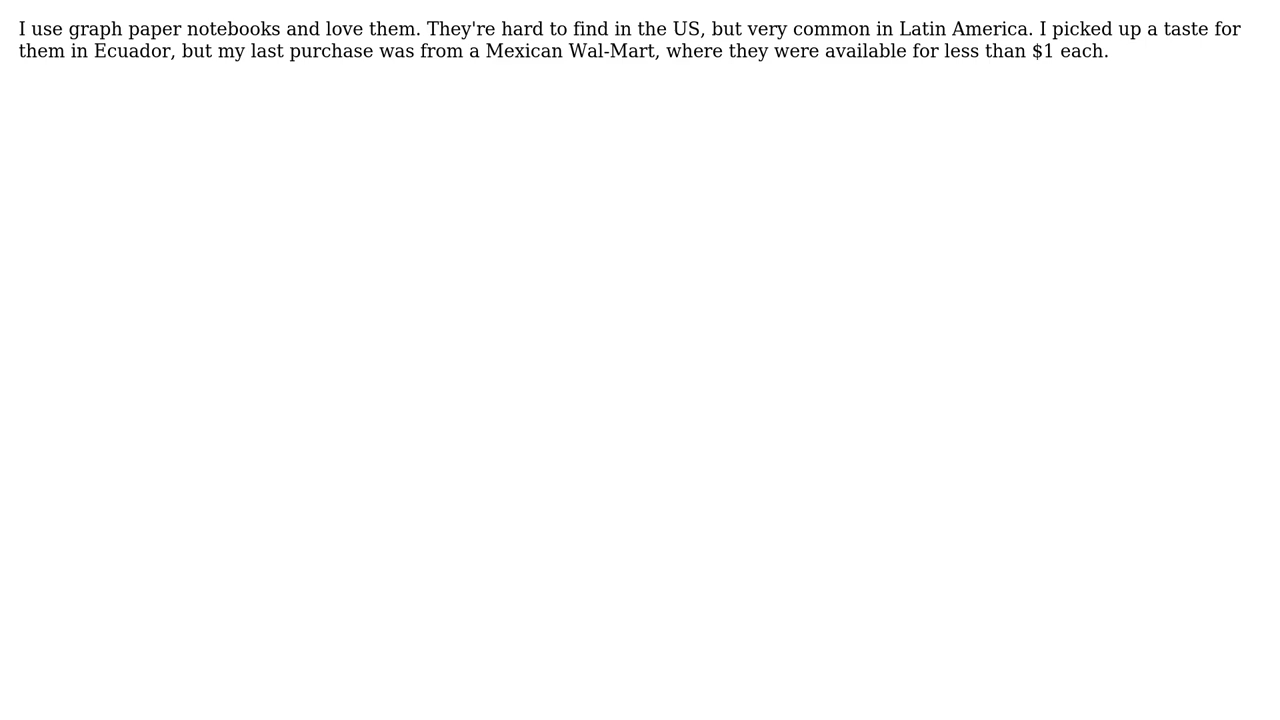 I use graph paper notebooks and love them. They're hard to find in the US, but very common in Latin America. I picked up a taste for
them in Ecuador, but my last purchase was from a Mexican Wal-Mart, where they were available for less than $1 each.